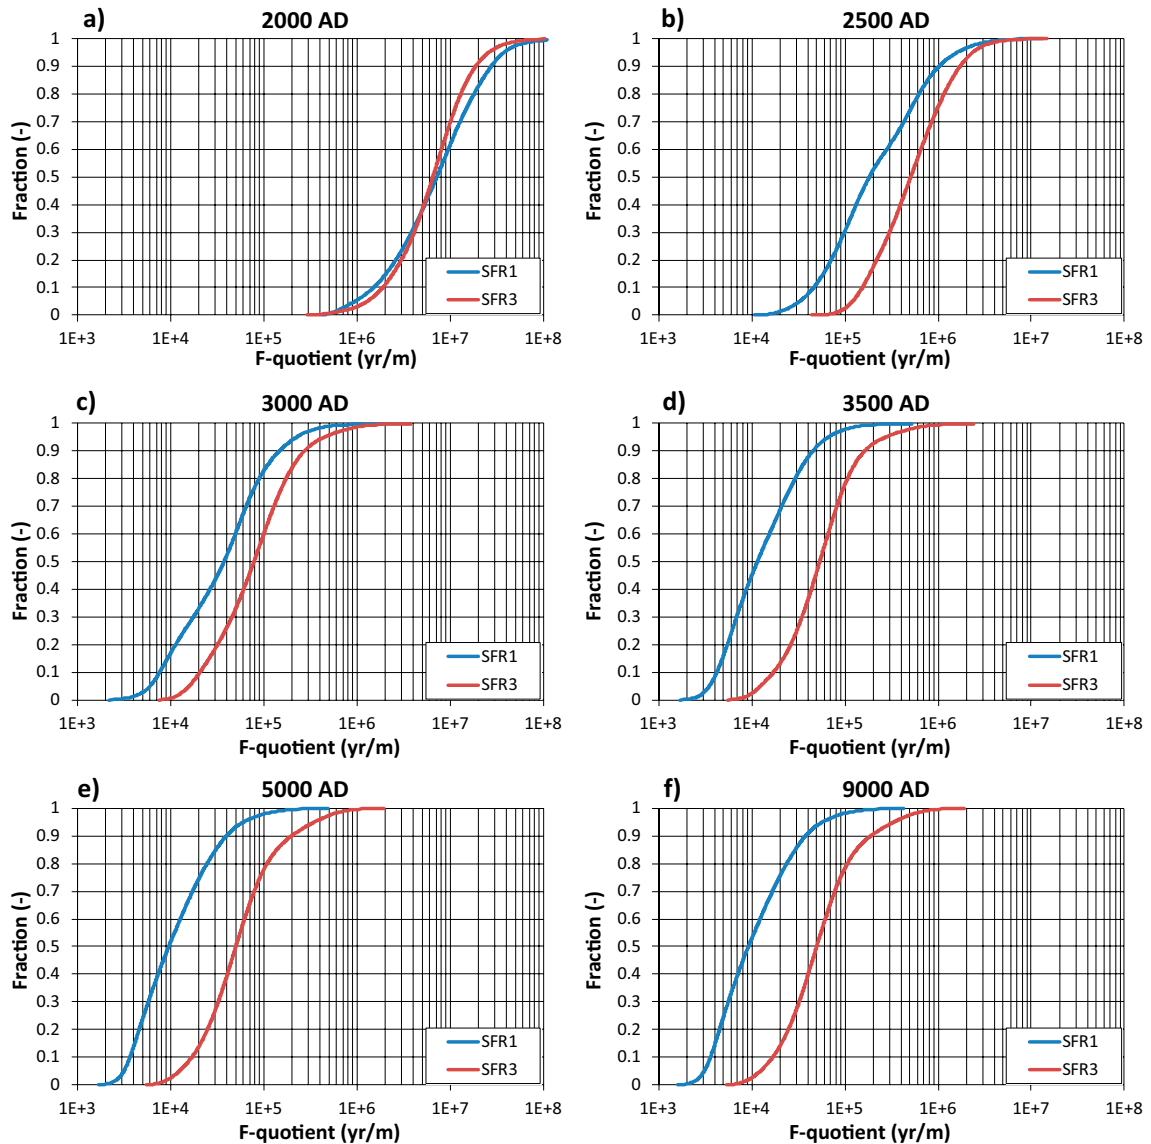 a) 2000 AD
1
0.9
0.8
0.7
0.6
0.5
0.4
0.3
0.2
0.1
0
Fraction (-)
SFR1
SFR3
1E+3 1E+4 1E+5 1E+6 1E+7 1E+8
F-quotient (yr/m)
b) 2500 AD
1
0.9
0.8
0.7
0.6
0.5
0.4
0.3
0.2
0.1
0
Fraction (-)
SFR1
SFR3
1E+3 1E+4 1E+5 1E+6 1E+7 1E+8
F-quotient (yr/m)
c) 3000 AD
1
0.9
0.8
0.7
0.6
0.5
0.4
0.3
0.2
0.1
0
Fraction (-)
SFR1
SFR3
1E+3 1E+4 1E+5 1E+6 1E+7 1E+8
F-quotient (yr/m)
d) 3500 AD
1
0.9
0.8
0.7
0.6
0.5
0.4
0.3
0.2
0.1
0
Fraction (-)
SFR1
SFR3
1E+3 1E+4 1E+5 1E+6 1E+7 1E+8
F-quotient (yr/m)
e) 5000 AD
1
0.9
0.8
0.7
0.6
0.5
0.4
0.3
0.2
0.1
0
Fraction (-)
SFR1
SFR3
1E+3 1E+4 1E+5 1E+6 1E+7 1E+8
F-quotient (yr/m)
f) 9000 AD
1
0.9
0.8
0.7
0.6
0.5
0.4
0.3
0.2
0.1
0
Fraction (-)
SFR1
SFR3
1E+3 1E+4 1E+5 1E+6 1E+7 1E+8
F-quotient (yr/m)